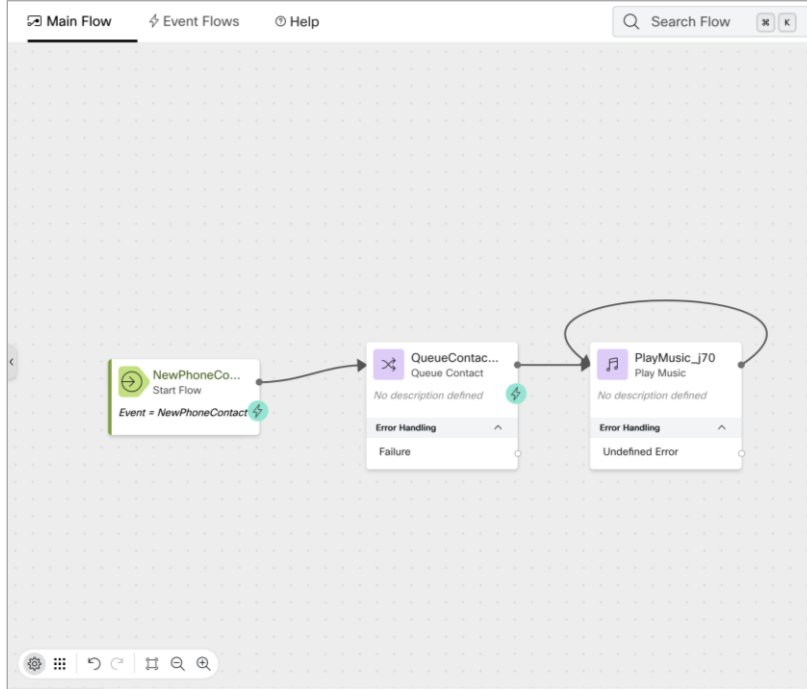 Main Flow
Event Flows
Help
Search Flow
⌘
K
NewPhoneCo...
Start Flow
Event = NewPhoneContact
QueueContac...
Queue Contact
No description defined
Error Handling
Failure
PlayMusic_j70
Play Music
No description defined
Error Handling
Undefined Error